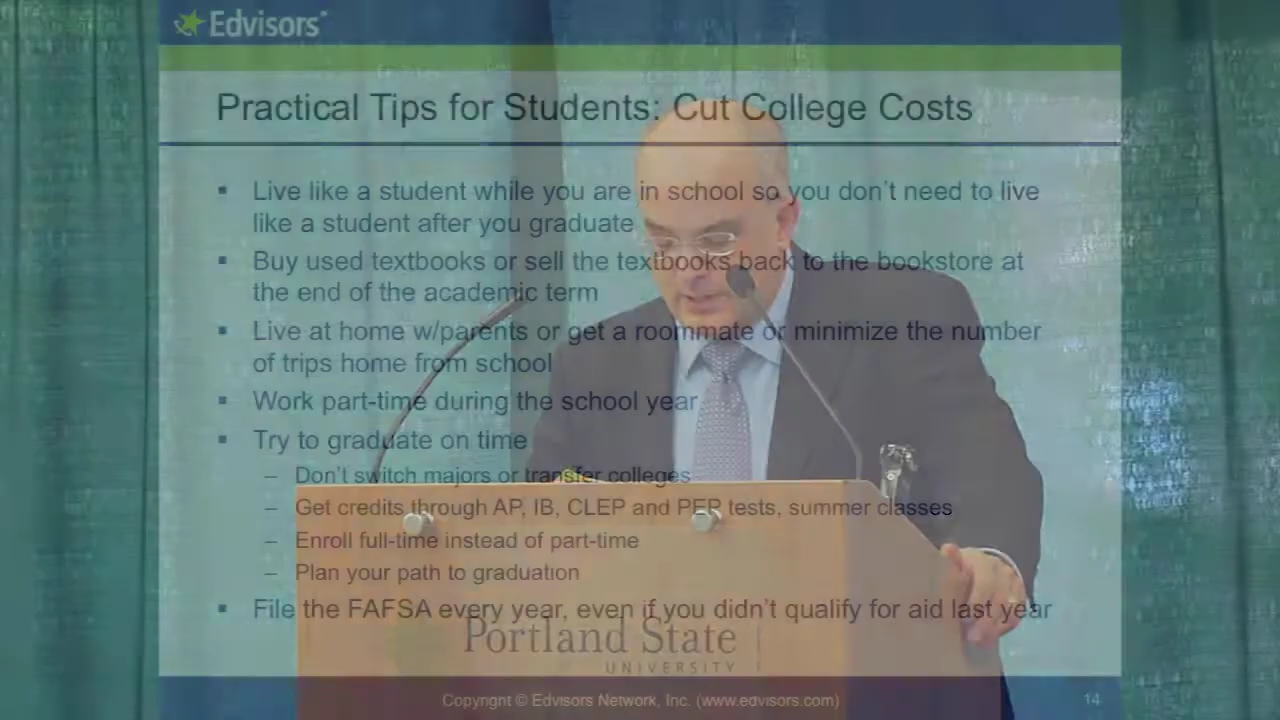 Edvisors
Practical Tips for Students: Cut College Costs
▪ Live like a student while you are in school so you don't need to live
like a student after you graduate
▪ Buy used textbooks or sell the textbooks back to the bookstore at
the end of the academic term
▪ Live at home w/parents or get a roommate or minimize the number
of trips home from school
▪ Work part-time during the school year
▪ Try to graduate on time
– Don't switch majors or transfer colleges
– Get credits through AP, IB, CLEP and PEP tests, summer classes
– Enroll full-time instead of part-time
– Plan your path to graduation
▪ File the FAFSA every year, even if you didn't qualify for aid last year
Portland State
UNIVERSITY
Copyright © Edvisors Network, Inc. (www.edvisors.com)
14